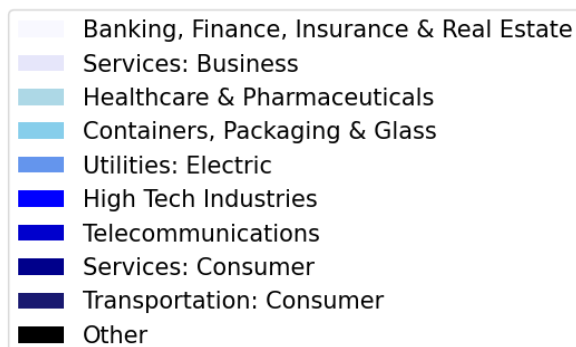 Banking, Finance, Insurance & Real Estate
Services: Business
Healthcare & Pharmaceuticals
Containers, Packaging & Glass
Utilities: Electric
High Tech Industries
Telecommunications
Services: Consumer
Transportation: Consumer
Other